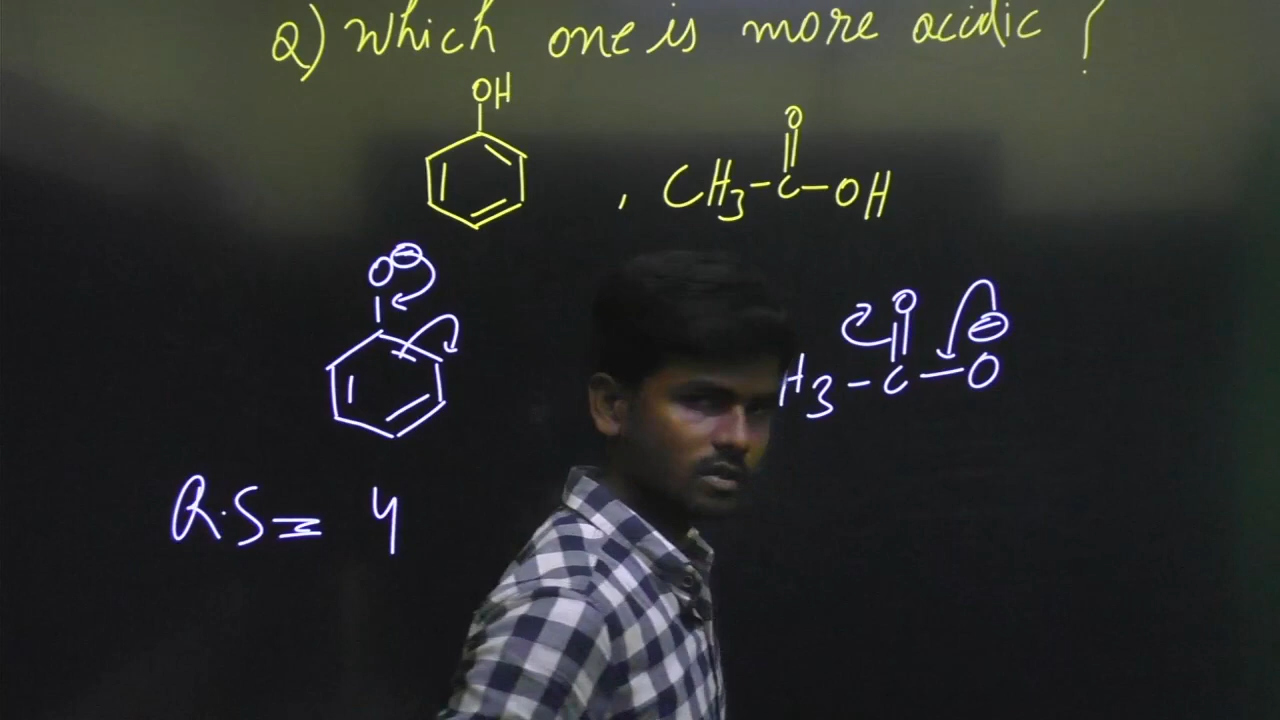 Q) Which one is more acidic ?
OH
O
, CH3-C-OH
O⊖
O ⊖
H3-C-O
R.S = 4